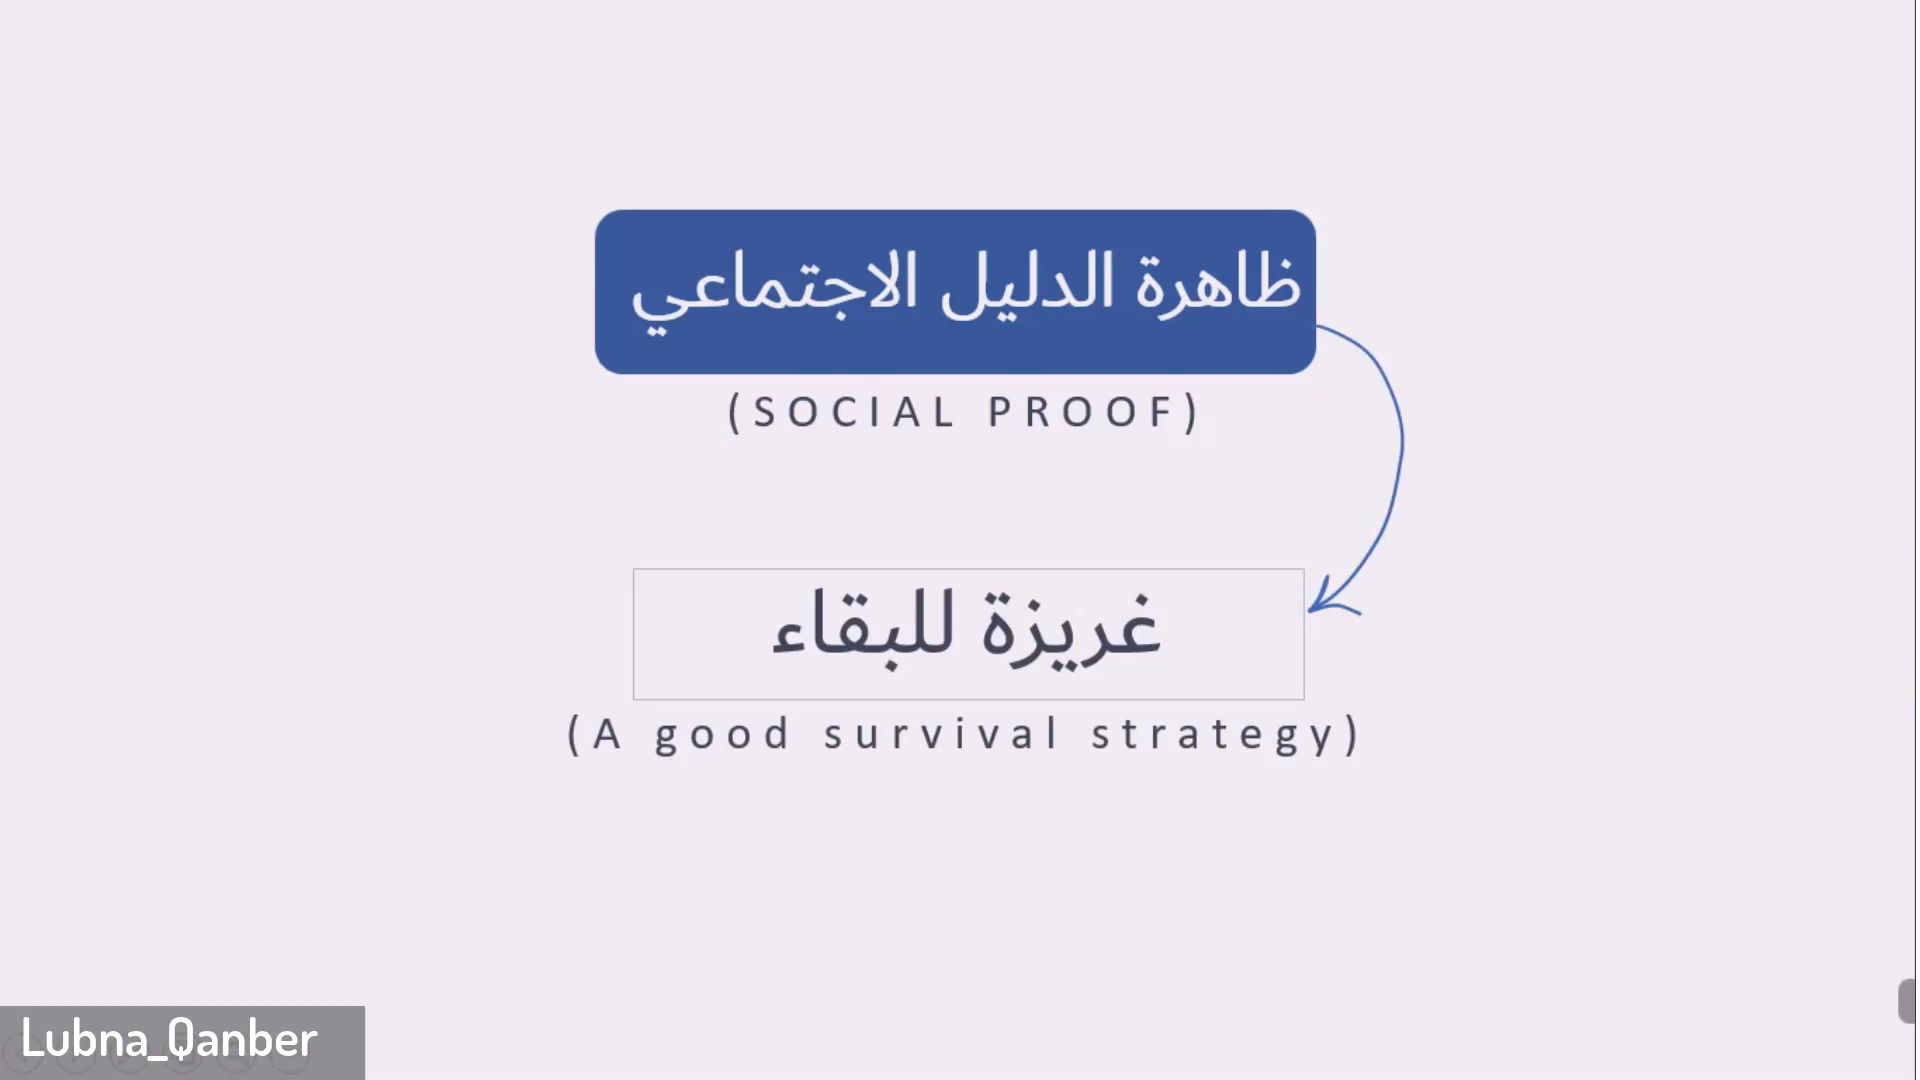 ظاهرة الدليل الاجتماعي
(SOCIAL PROOF)
غريزة للبقاء
(A good survival strategy)
Lubna_Qanber